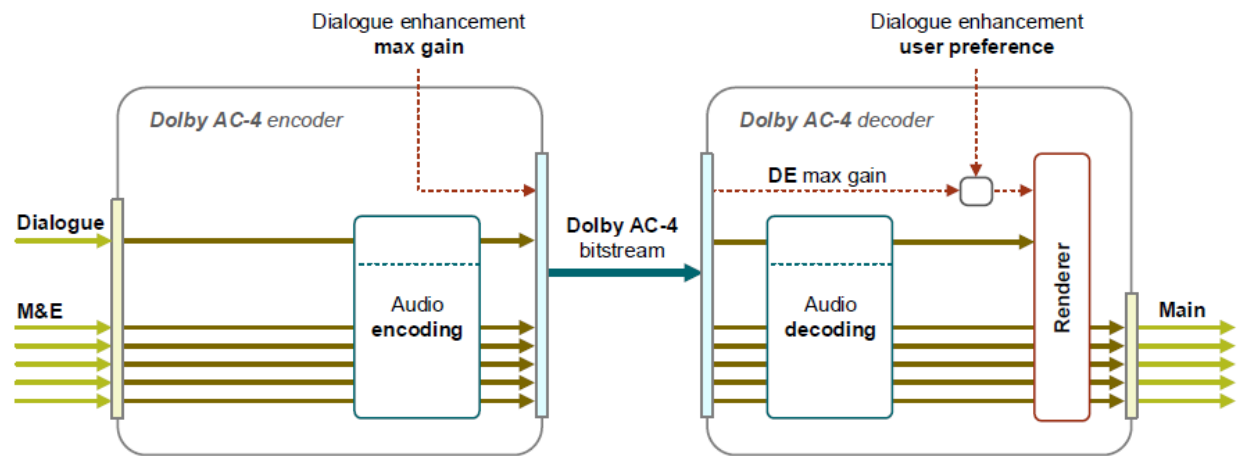 Dialogue enhancement
max gain
Dialogue enhancement
user preference
Dolby AC-4 encoder
Dolby AC-4 decoder
DE max gain
Dialogue
Dolby AC-4
bitstream
M&E
Audio
encoding
Audio
decoding
Renderer
Main